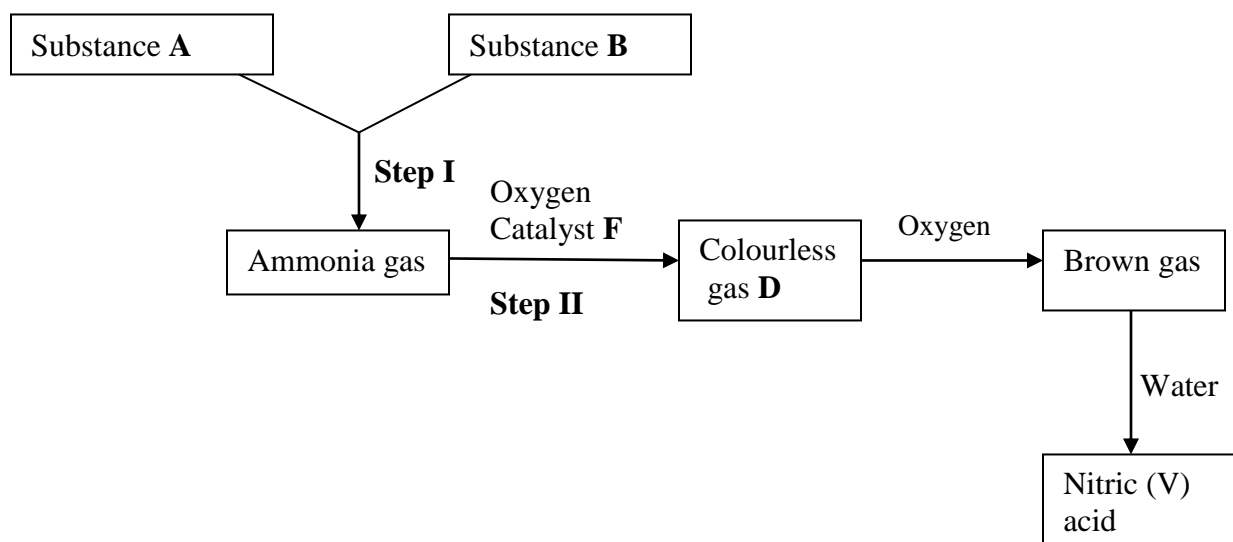 Substance A
Substance B
Step I
Oxygen
Catalyst F
Step II
Ammonia gas
Colourless
gas D
Oxygen
Brown gas
Water
Nitric (V)
acid